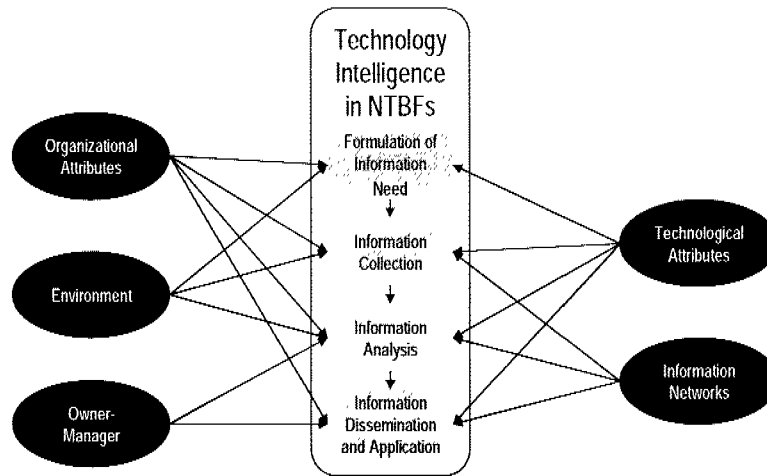 Technology
Intelligence
in NTBFs
Formulation of
Information
Need
Information
Collection
Information
Analysis
Information
Dissemination
and Application
Organizational
Attributes
Environment
Owner-
Manager
Technological
Attributes
Information
Networks